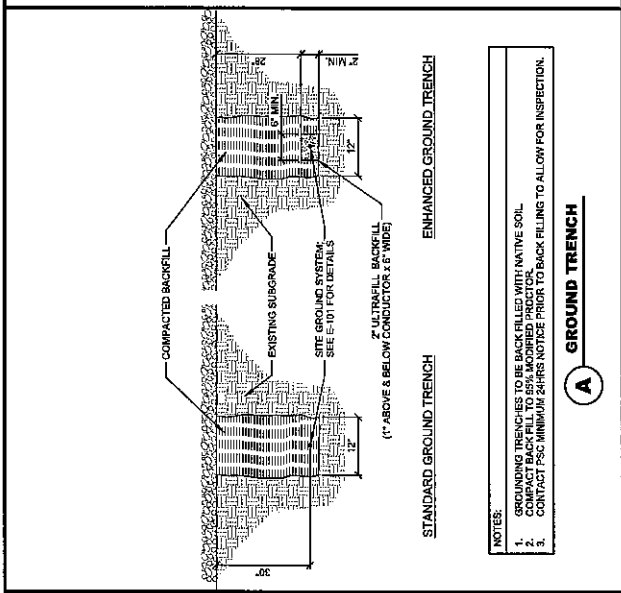 COMPACTED BACKFILL
EXISTING SUBGRADE
SITE GROUND SYSTEM;
SEE E-101 FOR DETAILS
2" ULTRAFILL BACKFILL
(1" ABOVE & BELOW CONDUCTOR x 6" WIDE)
30"
12"
STANDARD GROUND TRENCH
28"
2" MIN.
6" MIN.
12"
ENHANCED GROUND TRENCH
NOTES:
1. GROUNDING TRENCHES TO BE BACK FILLED WITH NATIVE SOIL.
2. COMPACT BACK FILL TO 95% MODIFIED PROCTOR.
3. CONTACT PSC MINIMUM 24HRS NOTICE PRIOR TO BACK FILLING TO ALLOW FOR INSPECTION.
A GROUND TRENCH